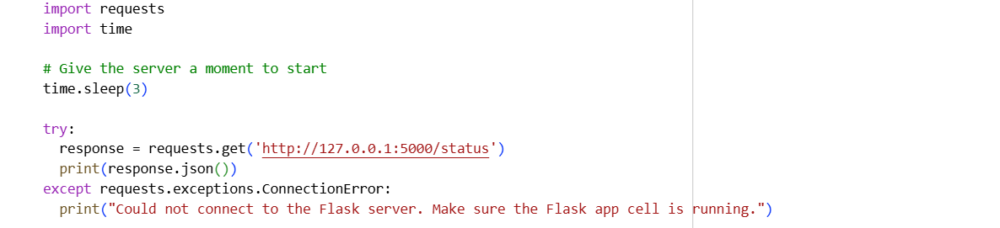 import requests
import time
# Give the server a moment to start
time.sleep(3)
try:
  response = requests.get('http://127.0.0.1:5000/status')
  print(response.json())
except requests.exceptions.ConnectionError:
  print("Could not connect to the Flask server. Make sure the Flask app cell is running.")